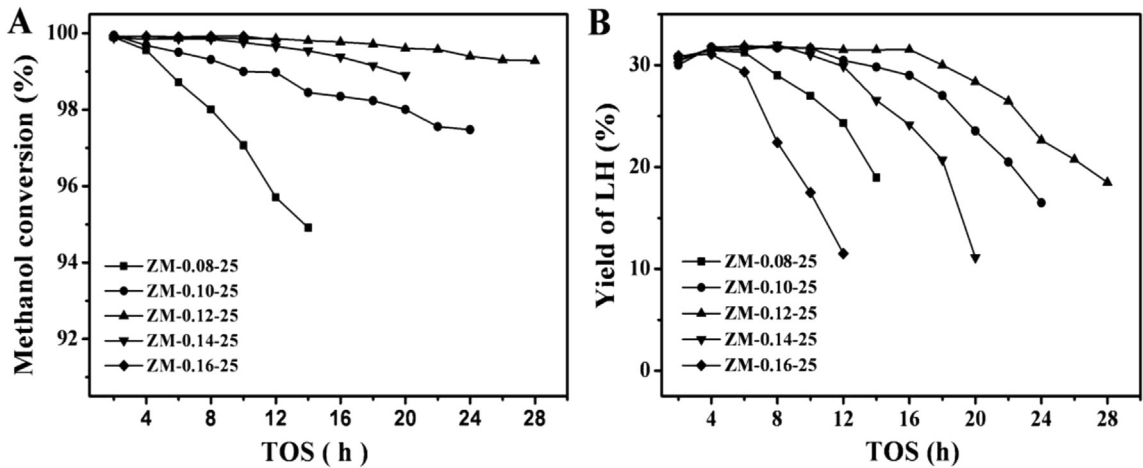 A
Methanol conversion (%)
100
98
96
94
92
ZM-0.08-25
ZM-0.10-25
ZM-0.12-25
ZM-0.14-25
ZM-0.16-25
4 8 12 16 20 24 28
TOS ( h )
B
Yield of LH (%)
30
20
10
0
ZM-0.08-25
ZM-0.10-25
ZM-0.12-25
ZM-0.14-25
ZM-0.16-25
4 8 12 16 20 24 28
TOS (h)